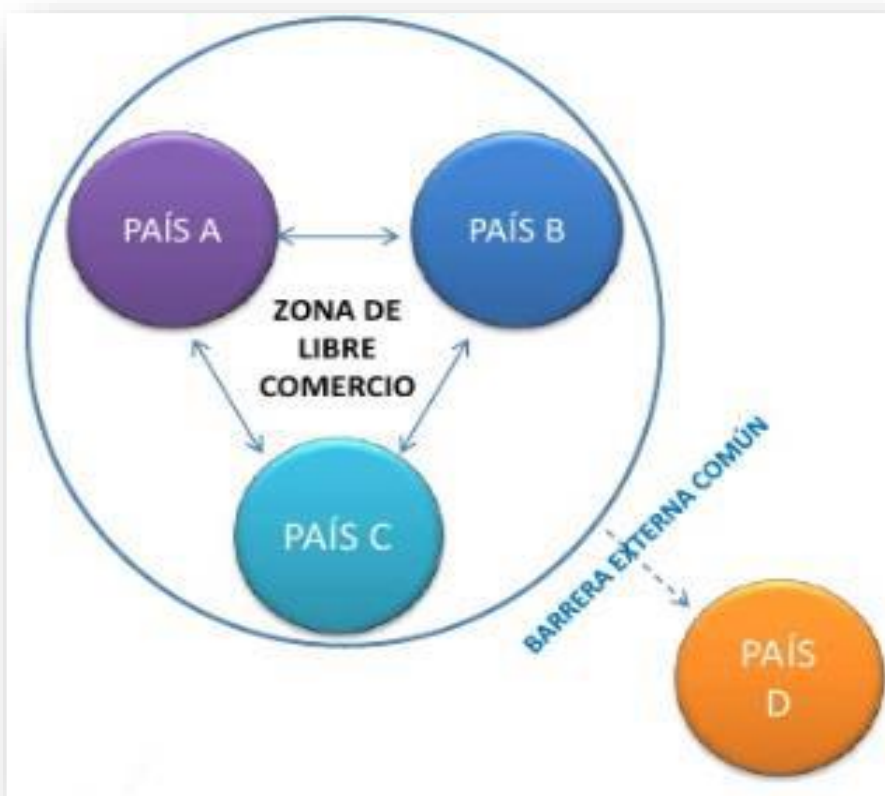 PAÍS A
PAÍS B
ZONA DE
LIBRE
COMERCIO
PAÍS C
BARRERA EXTERNA COMÚN
PAÍS
D